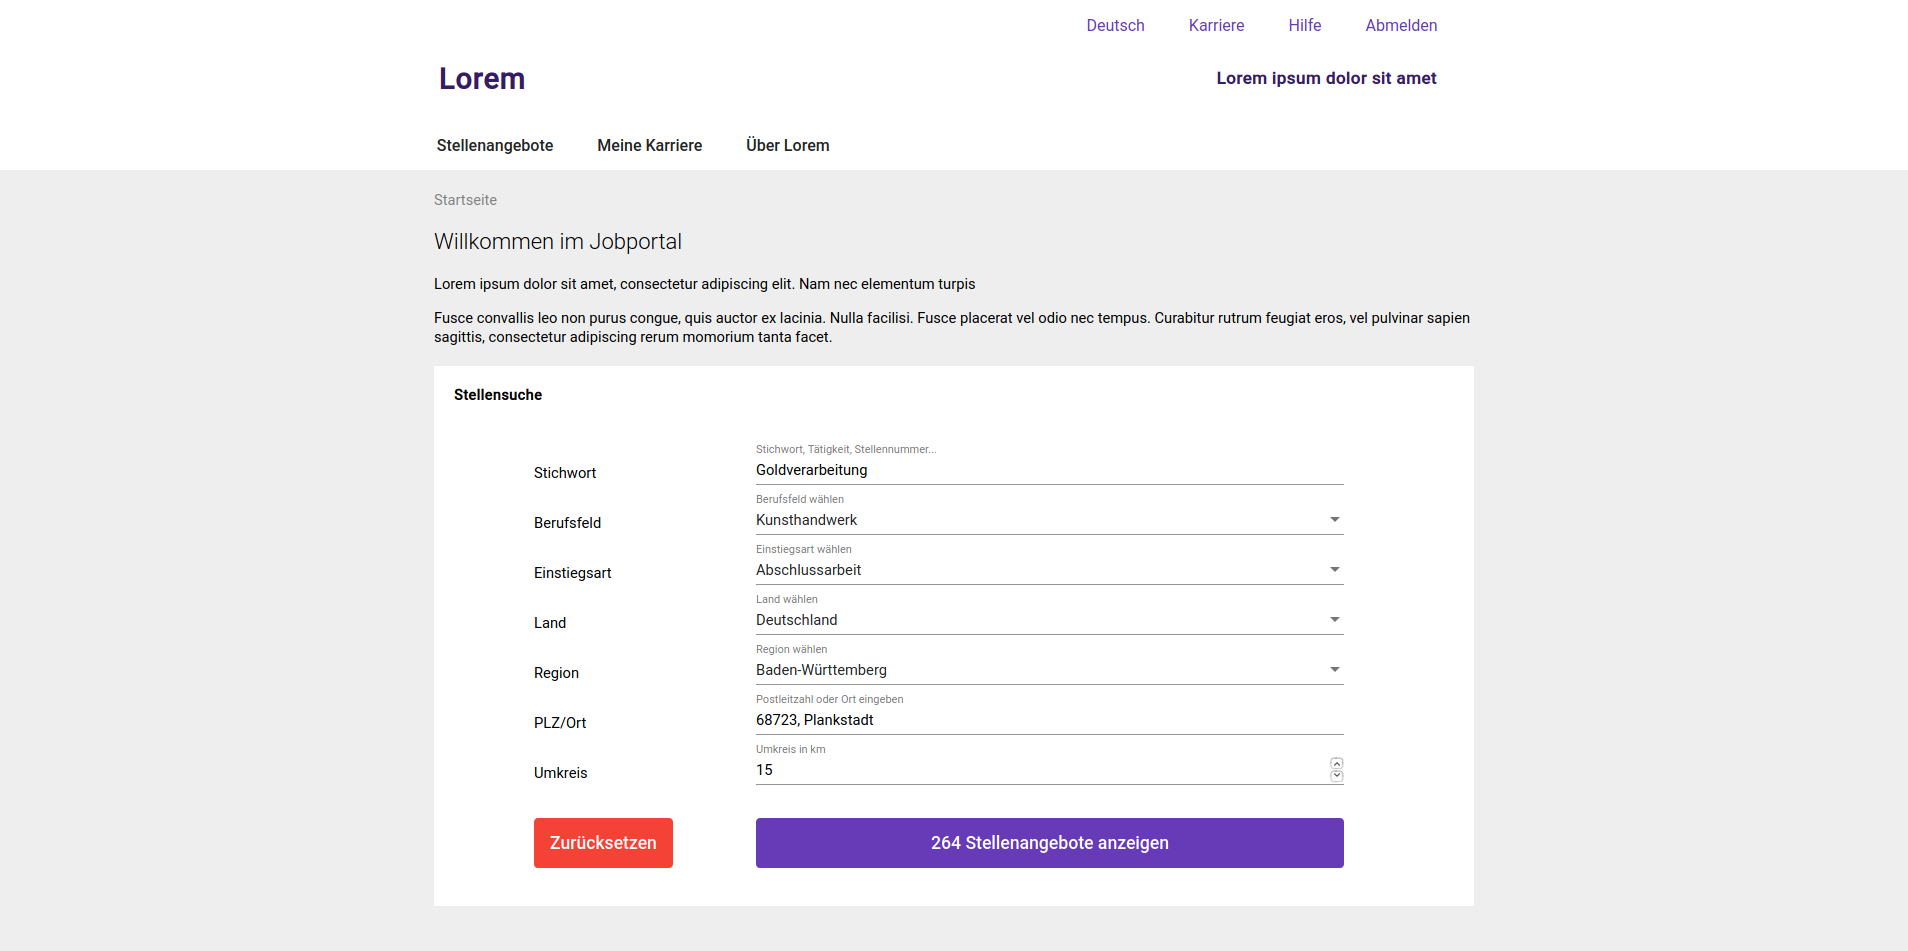 Deutsch Karriere Hilfe Abmelden
Lorem
Lorem ipsum dolor sit amet
Stellenangebote Meine Karriere Über Lorem
Startseite
Willkommen im Jobportal
Lorem ipsum dolor sit amet, consectetur adipiscing elit. Nam nec elementum turpis
Fusce convallis leo non purus congue, quis auctor ex lacinia. Nulla facilisi. Fusce placerat vel odio nec tempus. Curabitur rutrum feugiat eros, vel pulvinar sapien
sagittis, consectetur adipiscing rerum momorium tanta facet.
Stellensuche
Stichwort, Tätigkeit, Stellennummer...
Stichwort Goldverarbeitung
Berufsfeld wählen
Berufsfeld Kunsthandwerk
Einstiegsart wählen
Einstiegsart Abschlussarbeit
Land wählen
Land Deutschland
Region wählen
Region Baden-Württemberg
Postleitzahl oder Ort eingeben
PLZ/Ort 68723, Plankstadt
Umkreis in km
Umkreis 15
Zurücksetzen 264 Stellenangebote anzeigen